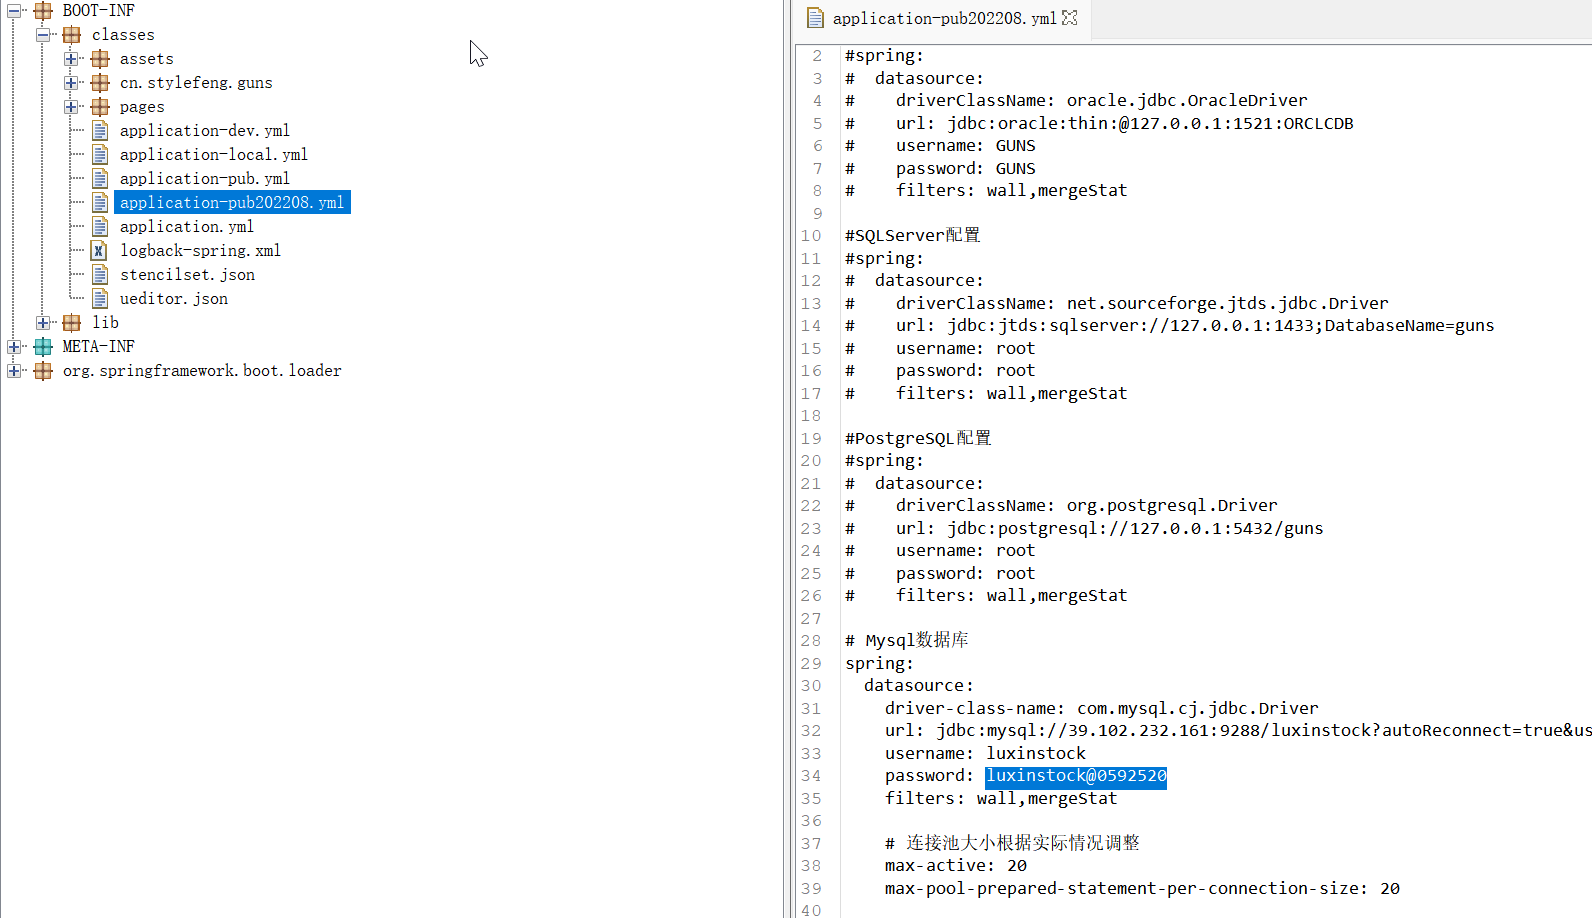 BOOT-INF
classes
assets
cn.stylefeng.guns
pages
application-dev.yml
application-local.yml
application-pub.yml
application-pub202208.yml
application.yml
logback-spring.xml
stencilset.json
ueditor.json
lib
META-INF
org.springframework.boot.loader
application-pub202208.yml
2 #spring:
3 #  datasource:
4 #    driverClassName: oracle.jdbc.OracleDriver
5 #    url: jdbc:oracle:thin:@127.0.0.1:1521:ORCLCDB
6 #    username: GUNS
7 #    password: GUNS
8 #    filters: wall,mergeStat
9
10 #SQLServer配置
11 #spring:
12 #  datasource:
13 #    driverClassName: net.sourceforge.jtds.jdbc.Driver
14 #    url: jdbc:jtds:sqlserver://127.0.0.1:1433;DatabaseName=guns
15 #    username: root
16 #    password: root
17 #    filters: wall,mergeStat
18
19 #PostgreSQL配置
20 #spring:
21 #  datasource:
22 #    driverClassName: org.postgresql.Driver
23 #    url: jdbc:postgresql://127.0.0.1:5432/guns
24 #    username: root
25 #    password: root
26 #    filters: wall,mergeStat
27
28 # Mysql数据库
29 spring:
30   datasource:
31     driver-class-name: com.mysql.cj.jdbc.Driver
32     url: jdbc:mysql://39.102.232.161:9288/luxinstock?autoReconnect=true&us
33     username: luxinstock
34     password: luxinstock@0592520
35     filters: wall,mergeStat
36
37     # 连接池大小根据实际情况调整
38     max-active: 20
39     max-pool-prepared-statement-per-connection-size: 20
40